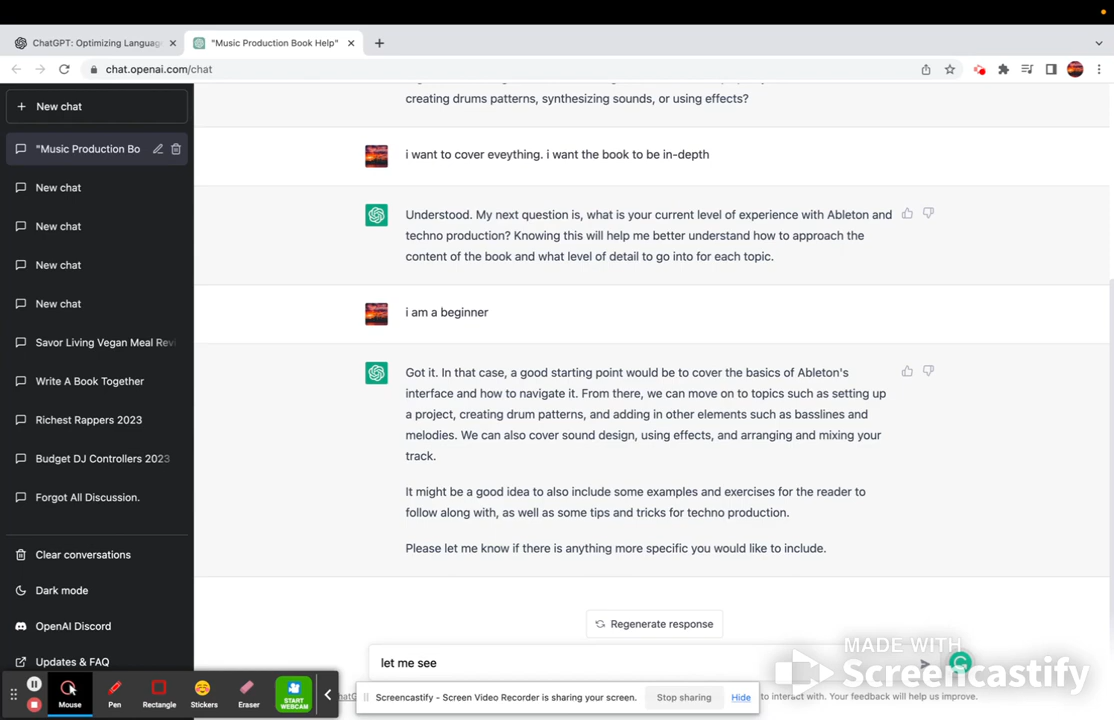 ChatGPT: Optimizing Languag
"Music Production Book Help"
chat.openai.com/chat
New chat
"Music Production Bo
New chat
New chat
New chat
New chat
Savor Living Vegan Meal Revi
Write A Book Together
Richest Rappers 2023
Budget DJ Controllers 2023
Forgot All Discussion.
Clear conversations
Dark mode
OpenAI Discord
Updates & FAQ
creating drums patterns, synthesizing sounds, or using effects?
i want to cover eveything. i want the book to be in-depth
Understood. My next question is, what is your current level of experience with Ableton and
techno production? Knowing this will help me better understand how to approach the
content of the book and what level of detail to go into for each topic.
i am a beginner
Got it. In that case, a good starting point would be to cover the basics of Ableton's
interface and how to navigate it. From there, we can move on to topics such as setting up
a project, creating drum patterns, and adding in other elements such as basslines and
melodies. We can also cover sound design, using effects, and arranging and mixing your
track.
It might be a good idea to also include some examples and exercises for the reader to
follow along with, as well as some tips and tricks for techno production.
Please let me know if there is anything more specific you would like to include.
Regenerate response
let me see
MADE WITH
Screencastify
Mouse
Pen
Rectangle
Stickers
Eraser
START
WEBCAM
Screencastify - Screen Video Recorder is sharing your screen.
Stop sharing
Hide
to interact with. Your feedback will help us improve.